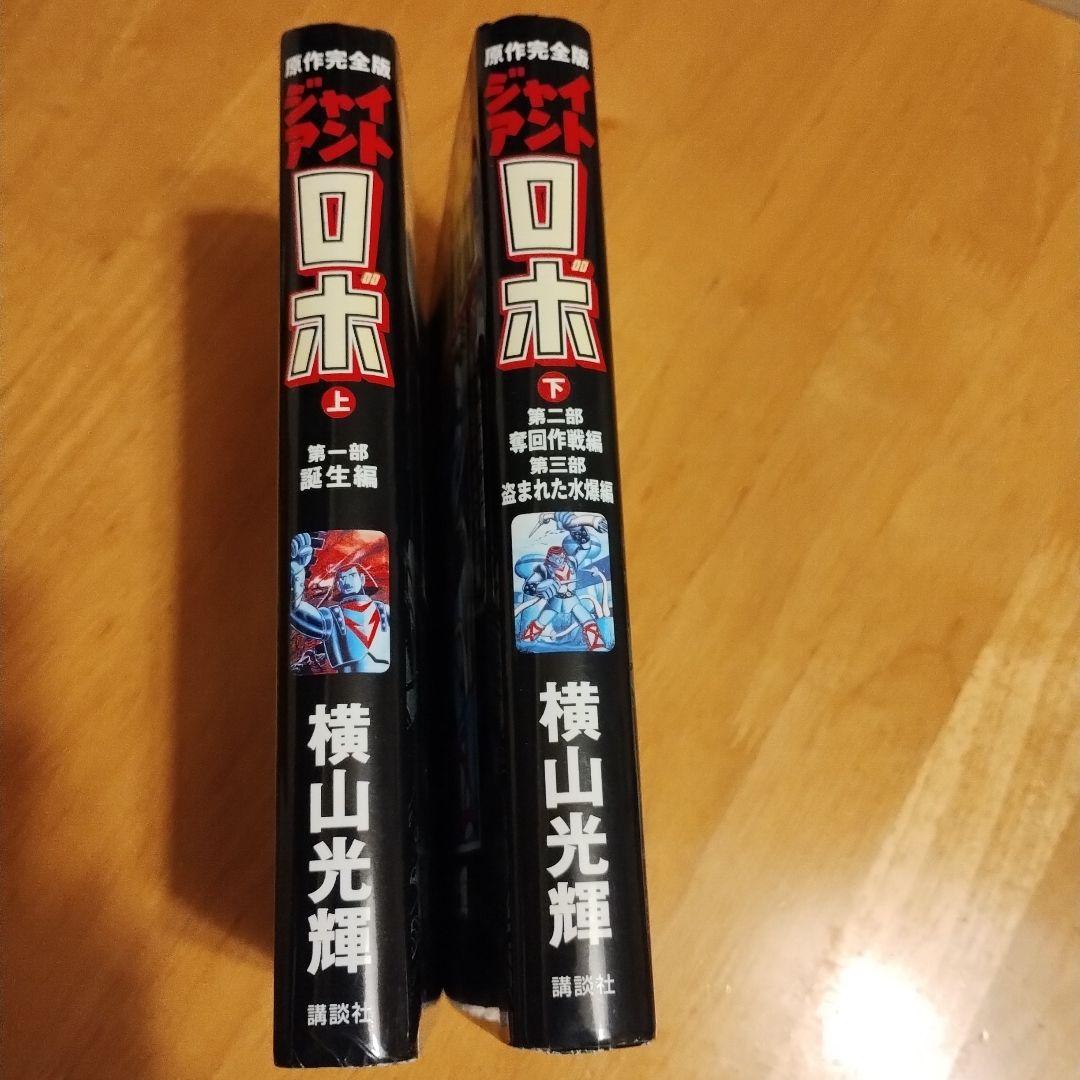 原作完全版
ジャイ
アント
ロボ
上
第一部
誕生編
横山光輝
講談社
原作完全版
ジャイ
アント
ロボ
下
第二部
奪回作戦編
第三部
盗まれた水爆編
横山光輝
講談社